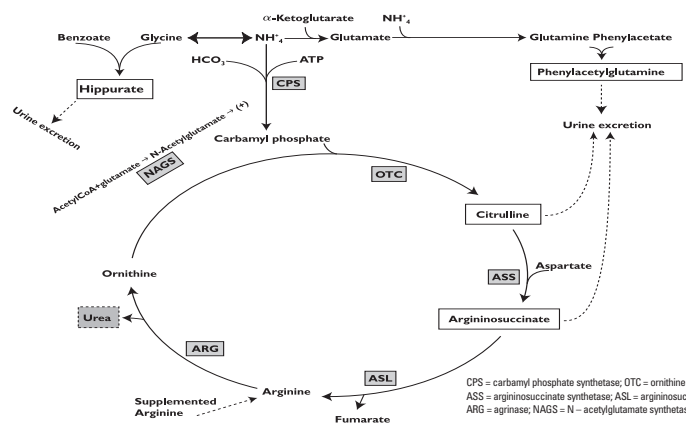 α-Ketoglutarate
NH⁺₄
Benzoate
Glycine
NH⁺₄
Glutamate
Glutamine Phenylacetate
HCO₃
ATP
CPS
Phenylacetylglutamine
Hippurate
Urine excretion
Urine excretion
AcetylCoA+glutamate → N-Acetylglutamate → (+)
NAGS
Carbamyl phosphate
OTC
Citrulline
Ornithine
Aspartate
ASS
Urea
Argininosuccinate
ARG
ASL
Arginine
Supplemented
Arginine
Fumarate
CPS = carbamyl phosphate synthetase; OTC = ornithine
ASS = argininosuccinate synthetase; ASL = argininosuc
ARG = agrinase; NAGS = N – acetylglutamate synthetas